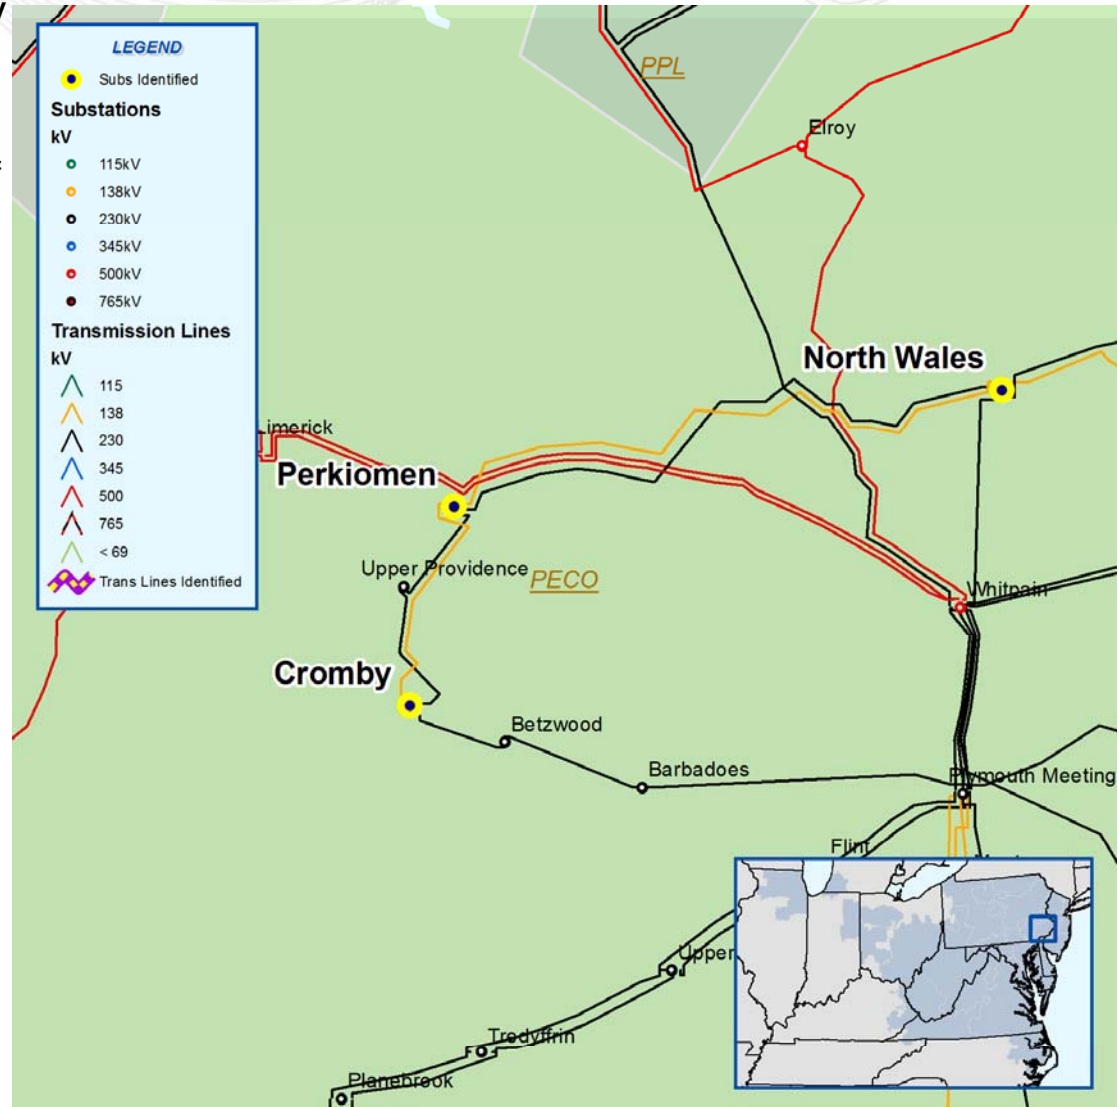 LEGEND
Subs Identified
Substations
kV
115kV
138kV
230kV
345kV
500kV
765kV
Transmission Lines
kV
115
138
230
345
500
765
< 69
Trans Lines Identified
PPL
Elroy
North Wales
Limerick
Perkiomen
Upper Providence
PECO
Whitpain
Cromby
Betzwood
Barbadoes
Plymouth Meeting
Flint
Upper
Tredyffrin
Planebrook